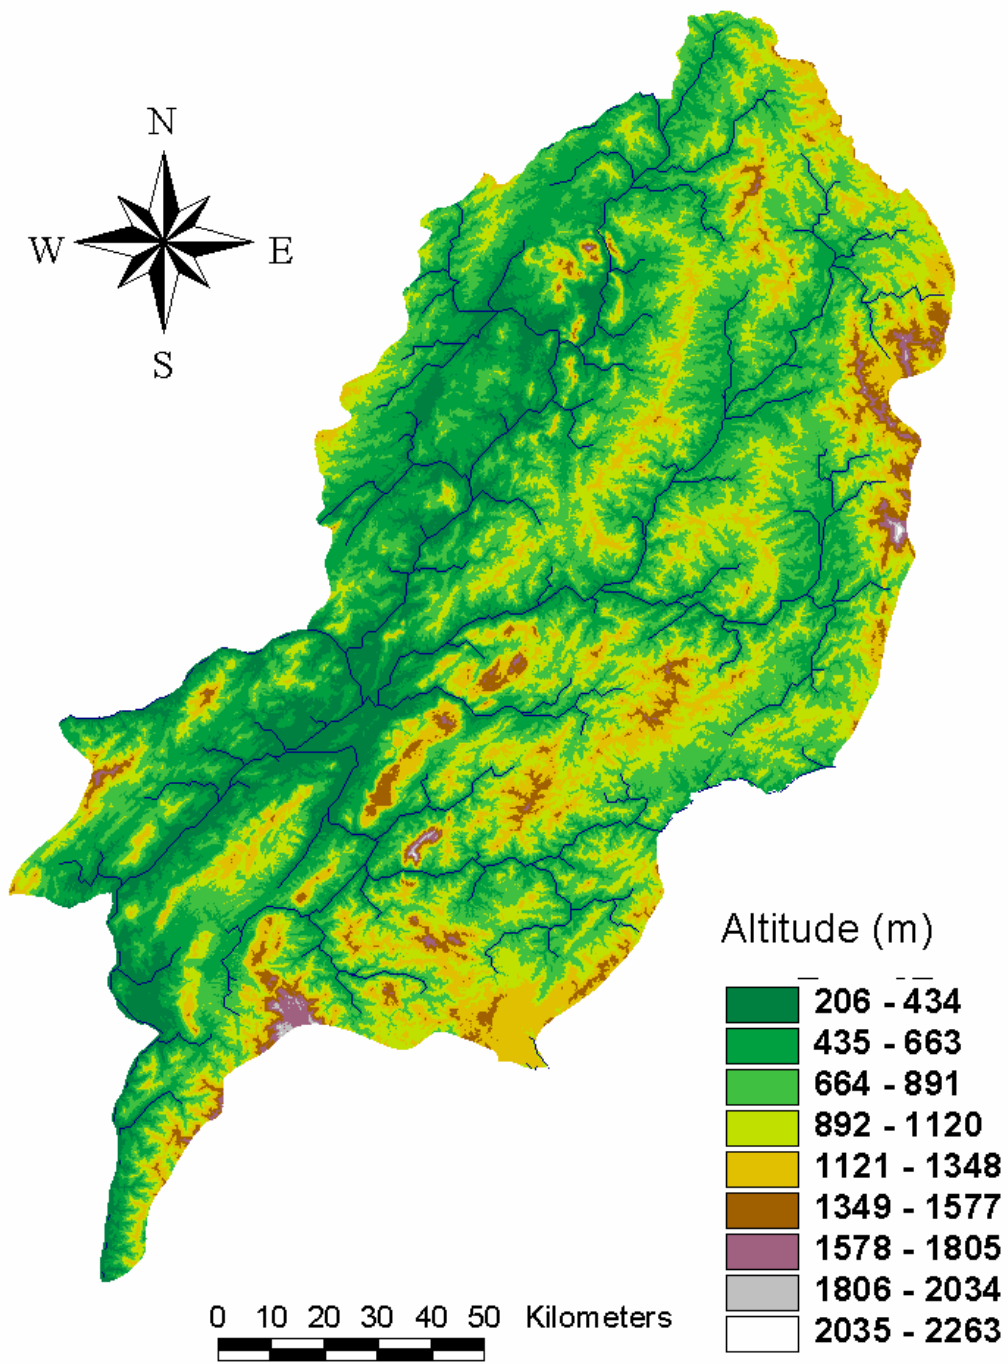 N
W E
S
Altitude (m)
206 - 434
435 - 663
664 - 891
892 - 1120
1121 - 1348
1349 - 1577
1578 - 1805
1806 - 2034
2035 - 2263
0 10 20 30 40 50 Kilometers